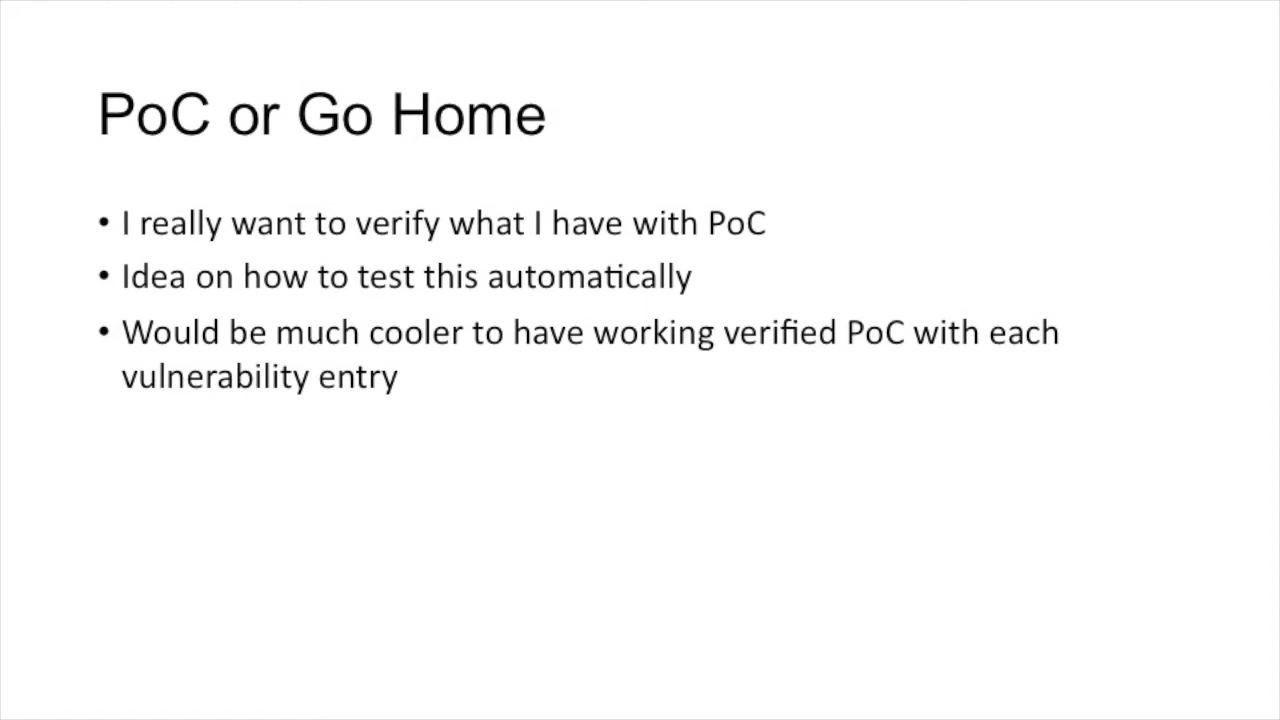 PoC or Go Home
• I really want to verify what I have with PoC
• Idea on how to test this automatically
• Would be much cooler to have working verified PoC with each
vulnerability entry